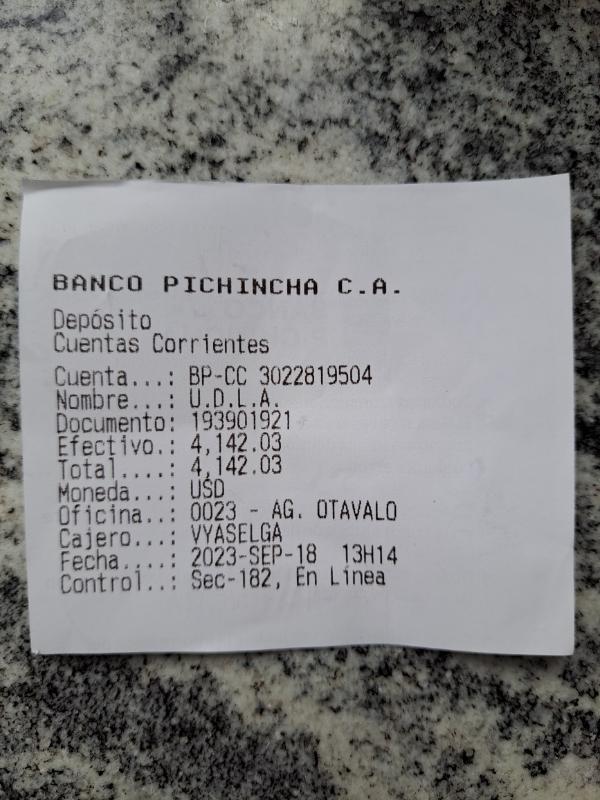 BANCO PICHINCHA C.A.
Depósito
Cuentas Corrientes
Cuenta...: BP-CC 3022819504
Nombre...: U.D.L.A.
Documento: 193901921
Efectivo.: 4,142.03
Total....: 4,142.03
Moneda...: USD
Oficina..: 0023 - AG. OTAVALO
Cajero...: VYASELGA
Fecha....: 2023-SEP-18 13H14
Control..: Sec-182, En Línea